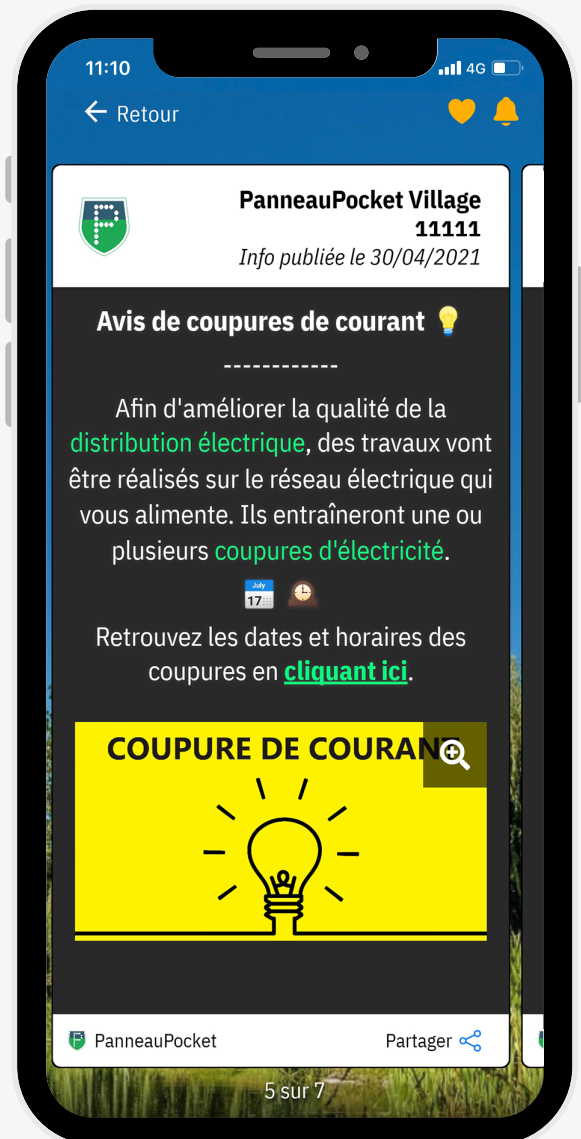 11:10
4G
← Retour
PanneauPocket Village
11111
Info publiée le 30/04/2021
Avis de coupures de courant 💡
------------
Afin d'améliorer la qualité de la
distribution électrique, des travaux vont
être réalisés sur le réseau électrique qui
vous alimente. Ils entraîneront une ou
plusieurs coupures d'électricité.
July
17
Retrouvez les dates et horaires des
coupures en cliquant ici.
COUPURE DE COURANT
PanneauPocket
Partager
5 sur 7